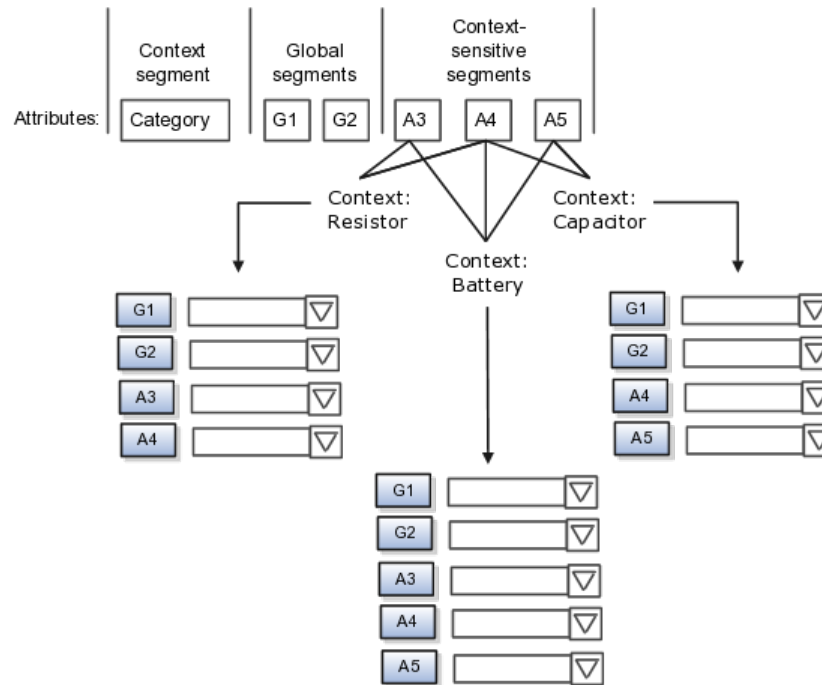 Context
segment
Global
segments
Context-
sensitive
segments
Attributes:
Category
G1
G2
A3
A4
A5
Context:
Resistor
Context:
Battery
Context:
Capacitor
G1
G2
A3
A4
G1
G2
A3
A4
A5
G1
G2
A4
A5